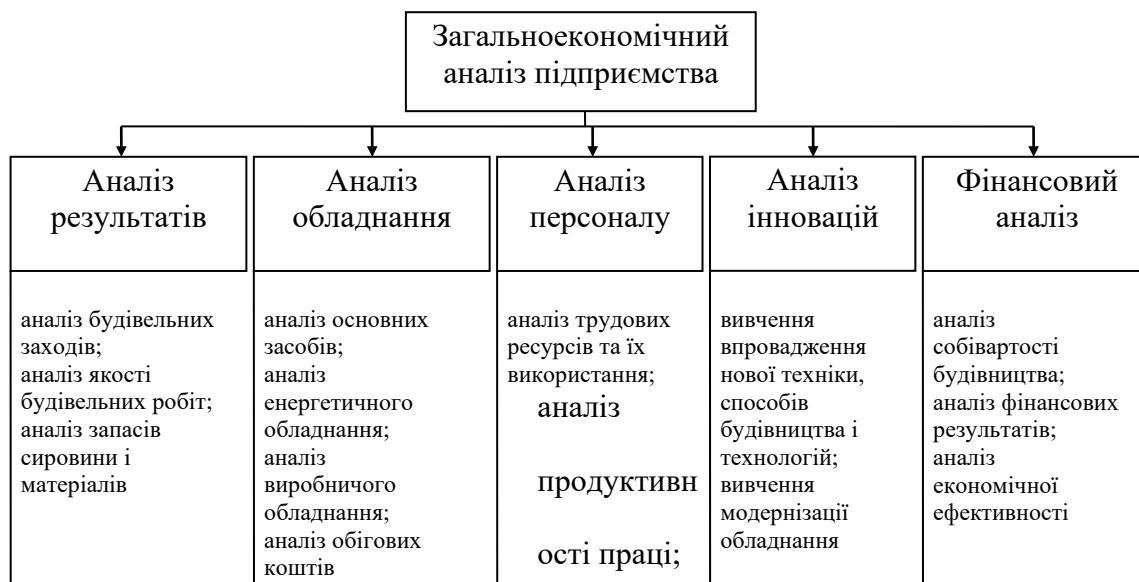 Загальноекономічний
аналіз підприємства
Аналіз
результатів
Аналіз
обладнання
Аналіз
персоналу
Аналіз
інновацій
Фінансовий
аналіз
аналіз будівельних
заходів;
аналіз якості
будівельних робіт;
аналіз запасів
сировини і
матеріалів
аналіз основних
засобів;
аналіз
енергетичного
обладнання;
аналіз
виробничого
обладнання;
аналіз обігових
коштів
аналіз трудових
ресурсів та їх
використання;
аналіз
продуктивн
ості праці;
вивчення
впровадження
нової техніки,
способів
будівництва і
технологій;
вивчення
модернізації
обладнання
аналіз
собівартості
будівництва;
аналіз фінансових
результатів;
аналіз
економічної
ефективності